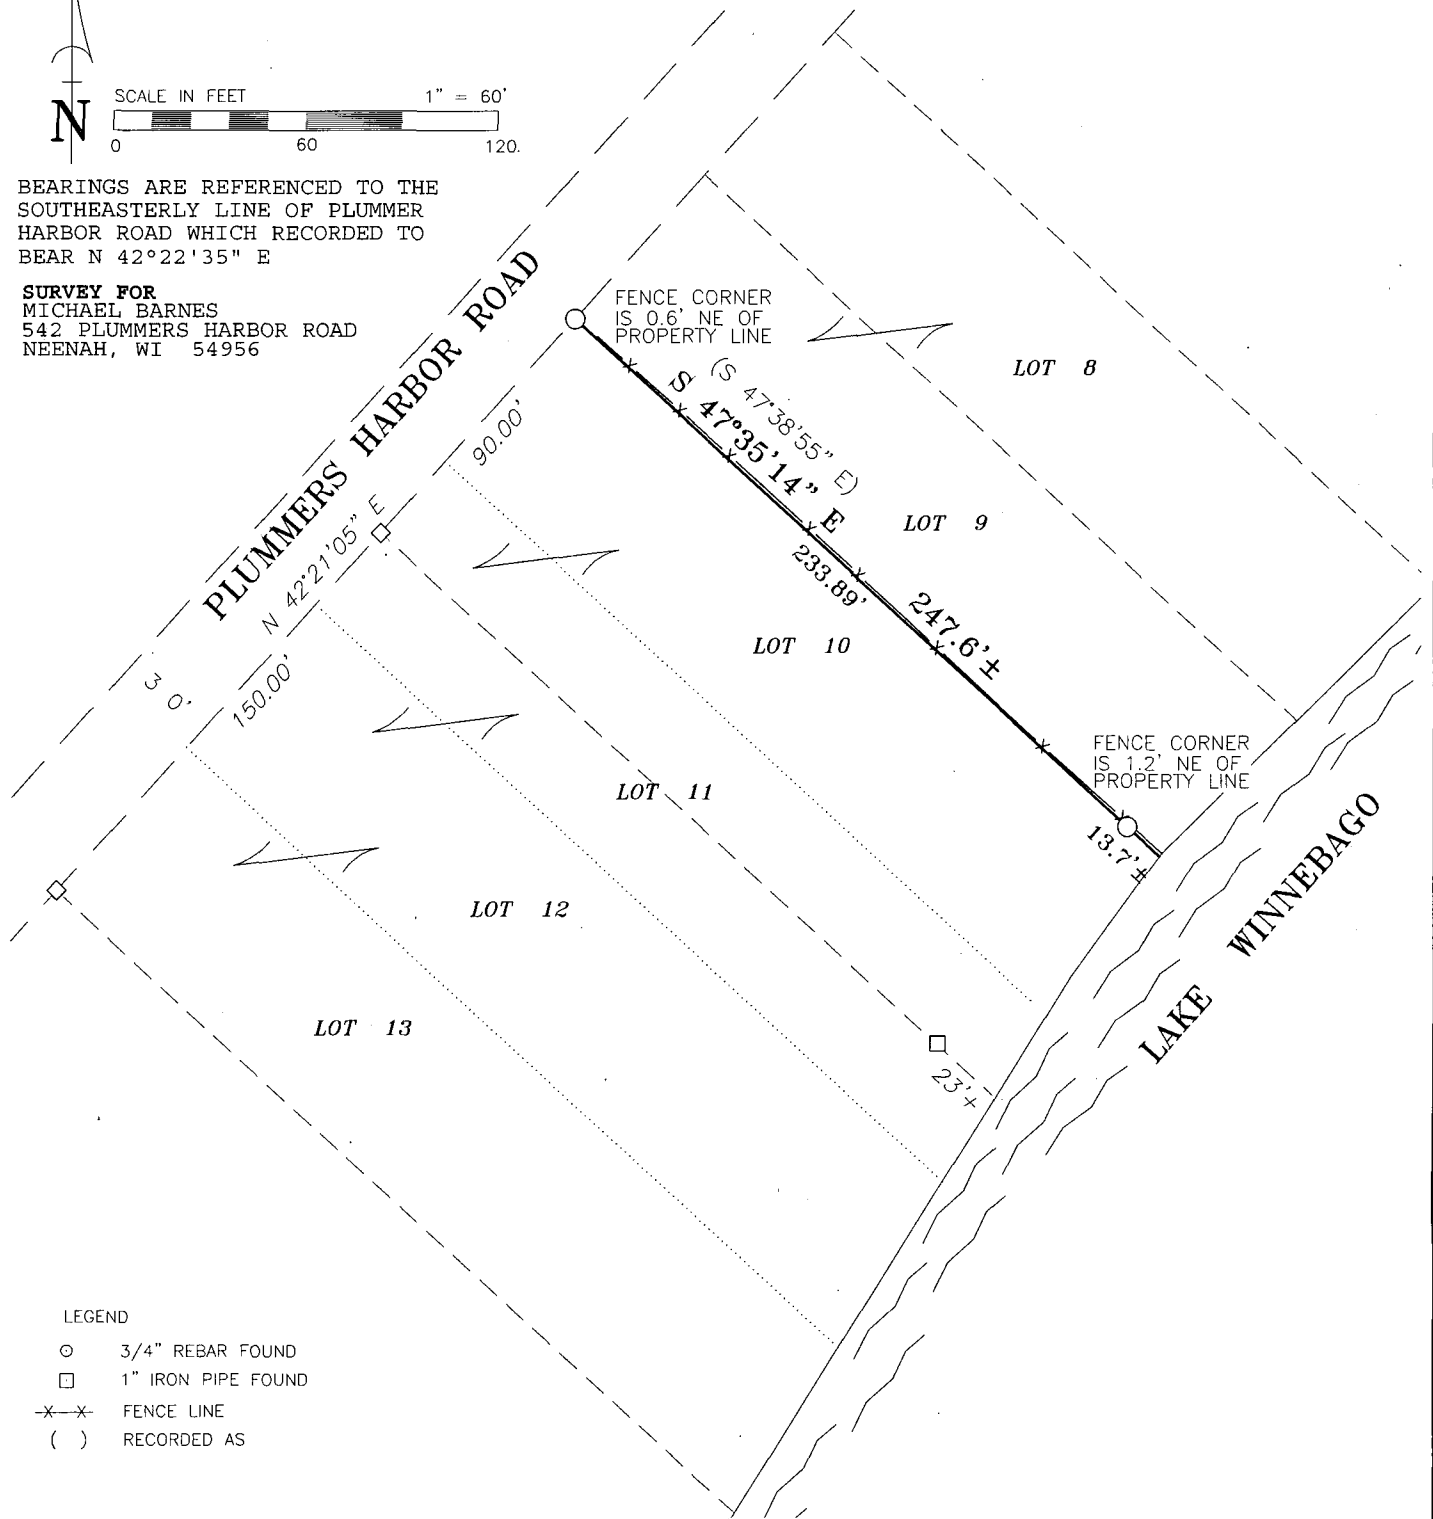 SCALE IN FEET 1" = 60'
N
0 60 120.
BEARINGS ARE REFERENCED TO THE
SOUTHEASTERLY LINE OF PLUMMER
HARBOR ROAD WHICH RECORDED TO
BEAR N 42°22'35" E
SURVEY FOR
MICHAEL BARNES
542 PLUMMERS HARBOR ROAD
NEENAH, WI 54956
PLUMMERS HARBOR ROAD
FENCE CORNER
IS 0.6' NE OF
PROPERTY LINE
(S 47°38'55" E)
S 47°35'14" E
233.89'
247.6'±
LOT 8
LOT 9
90.00'
N 42°21'05" E
150.00'
30'
LOT 10
FENCE CORNER
IS 1.2' NE OF
PROPERTY LINE
13.7'±
LOT 11
LOT 12
LOT 13
23'±
LAKE WINNEBAGO
LEGEND
3/4" REBAR FOUND
1" IRON PIPE FOUND
-X-X- FENCE LINE
( ) RECORDED AS